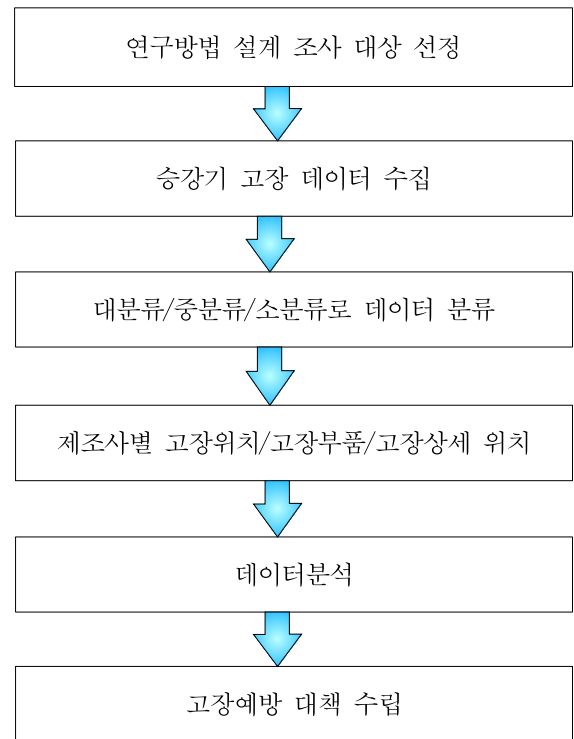 연구방법 설계 조사 대상 선정
승강기 고장 데이터 수집
대분류/중분류/소분류로 데이터 분류
제조사별 고장위치/고장부품/고장상세 위치
데이터분석
고장예방 대책 수립